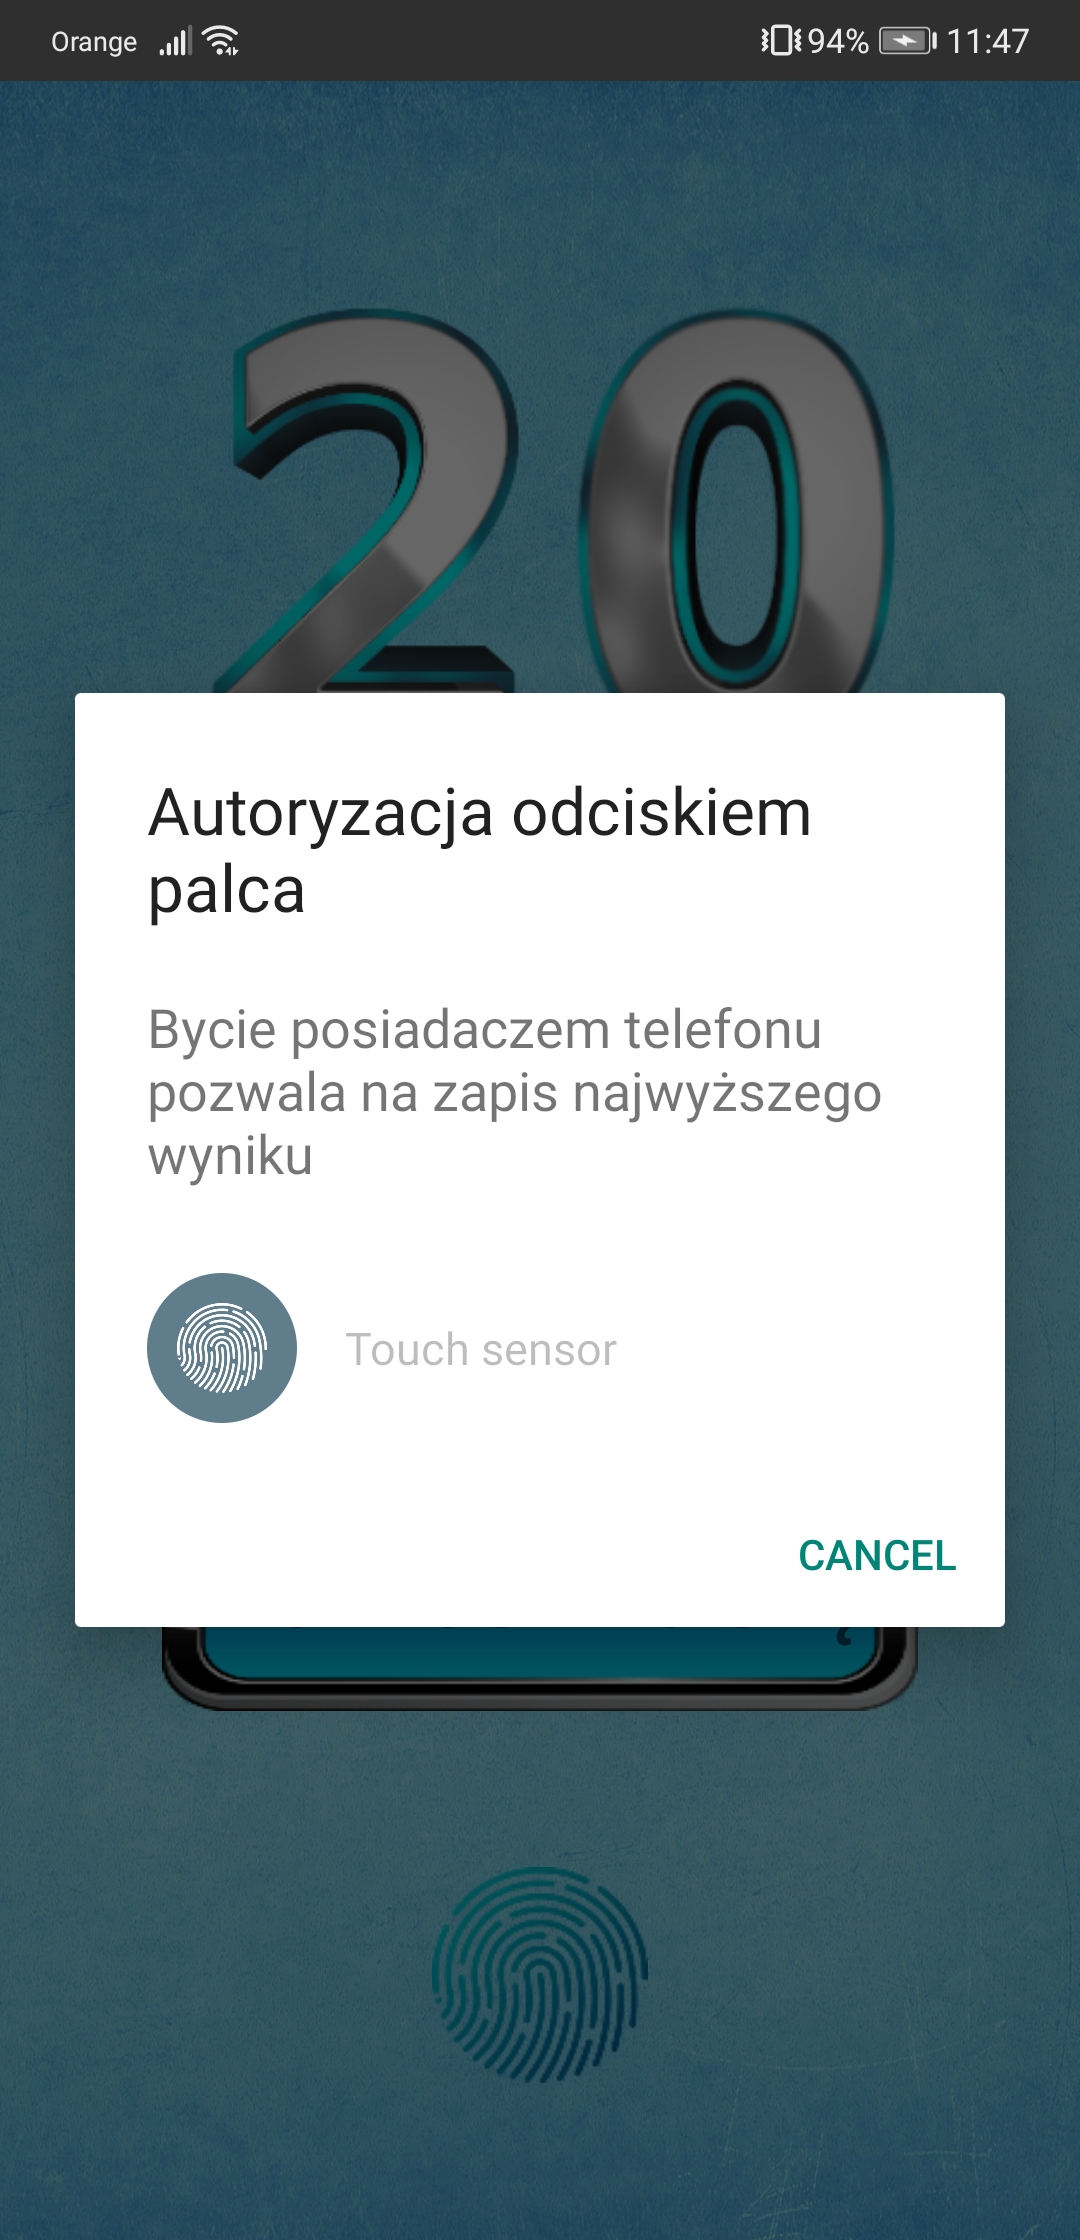 Orange 94% 11:47
20
Autoryzacja odciskiem
palca
Bycie posiadaczem telefonu
pozwala na zapis najwyższego
wyniku
Touch sensor
CANCEL